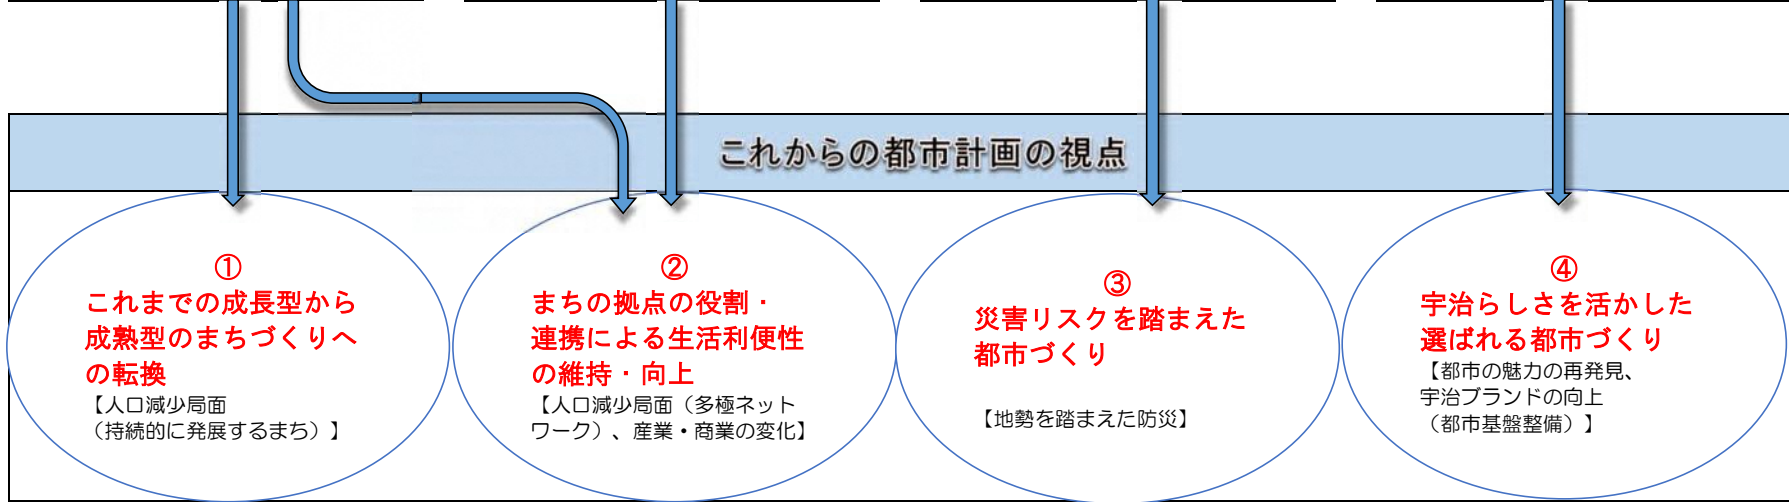 これからの都市計画の視点
①
これまでの成長型から
成熟型のまちづくりへ
の転換
【人口減少局面
（持続的に発展するまち）】
②
まちの拠点の役割・
連携による生活利便性
の維持・向上
【人口減少局面（多極ネット
ワーク）、産業・商業の変化】
③
災害リスクを踏まえた
都市づくり
【地勢を踏まえた防災】
④
宇治らしさを活かした
選ばれる都市づくり
【都市の魅力の再発見、
宇治ブランドの向上
（都市基盤整備）】